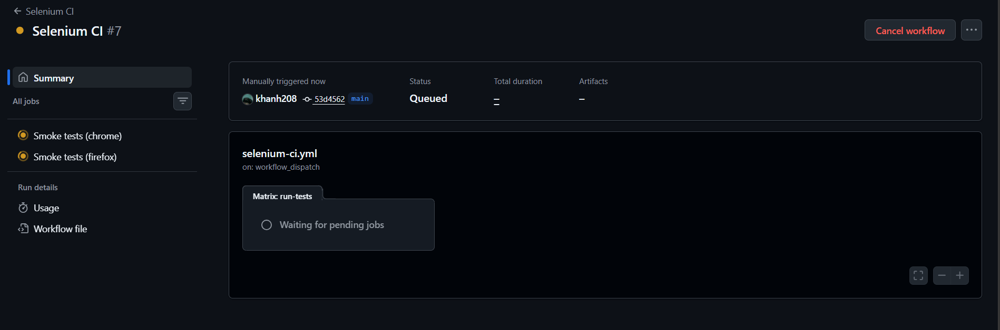 Selenium CI
Selenium CI #7
Cancel workflow
Summary
All jobs
Smoke tests (chrome)
Smoke tests (firefox)
Run details
Usage
Workflow file
Manually triggered now
khanh208 53d4562 main
Status
Queued
Total duration
–
Artifacts
–
selenium-ci.yml
on: workflow_dispatch
Matrix: run-tests
Waiting for pending jobs